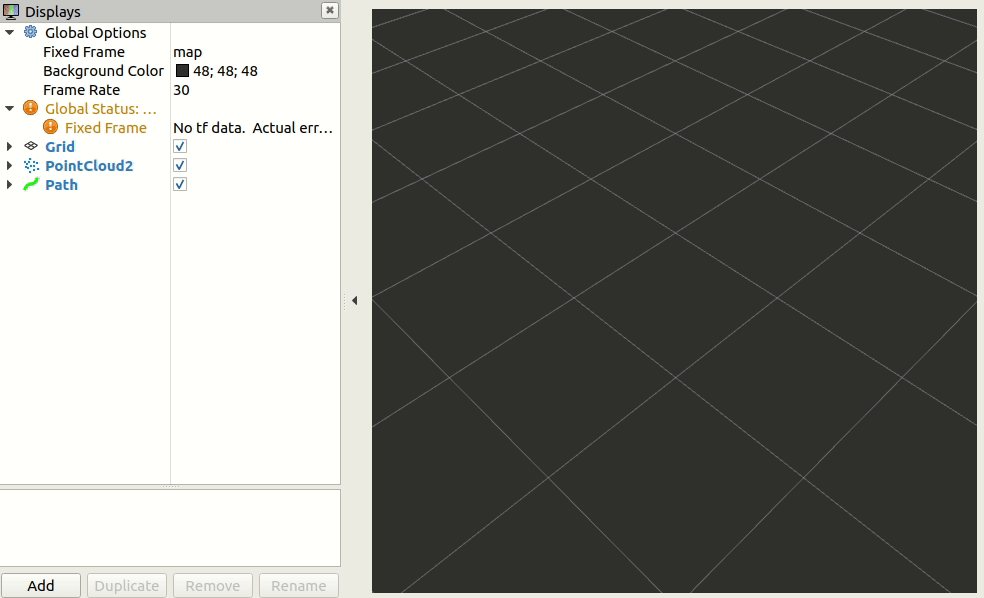 Displays
Global Options
Fixed Frame map
Background Color 48; 48; 48
Frame Rate 30
Global Status: ...
Fixed Frame No tf data.  Actual err...
Grid
PointCloud2
Path
Add Duplicate Remove Rename